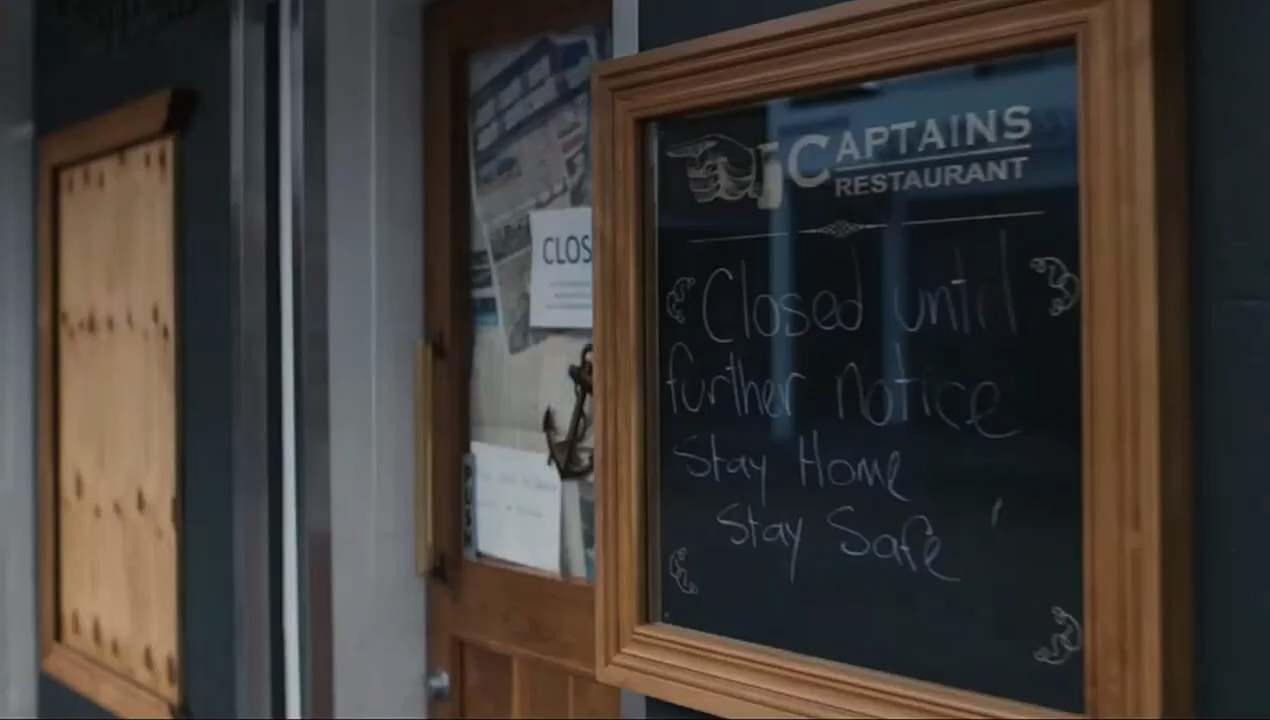 CAPTAINS
RESTAURANT
Closed until
further notice
Stay Home
Stay Safe
CLOS